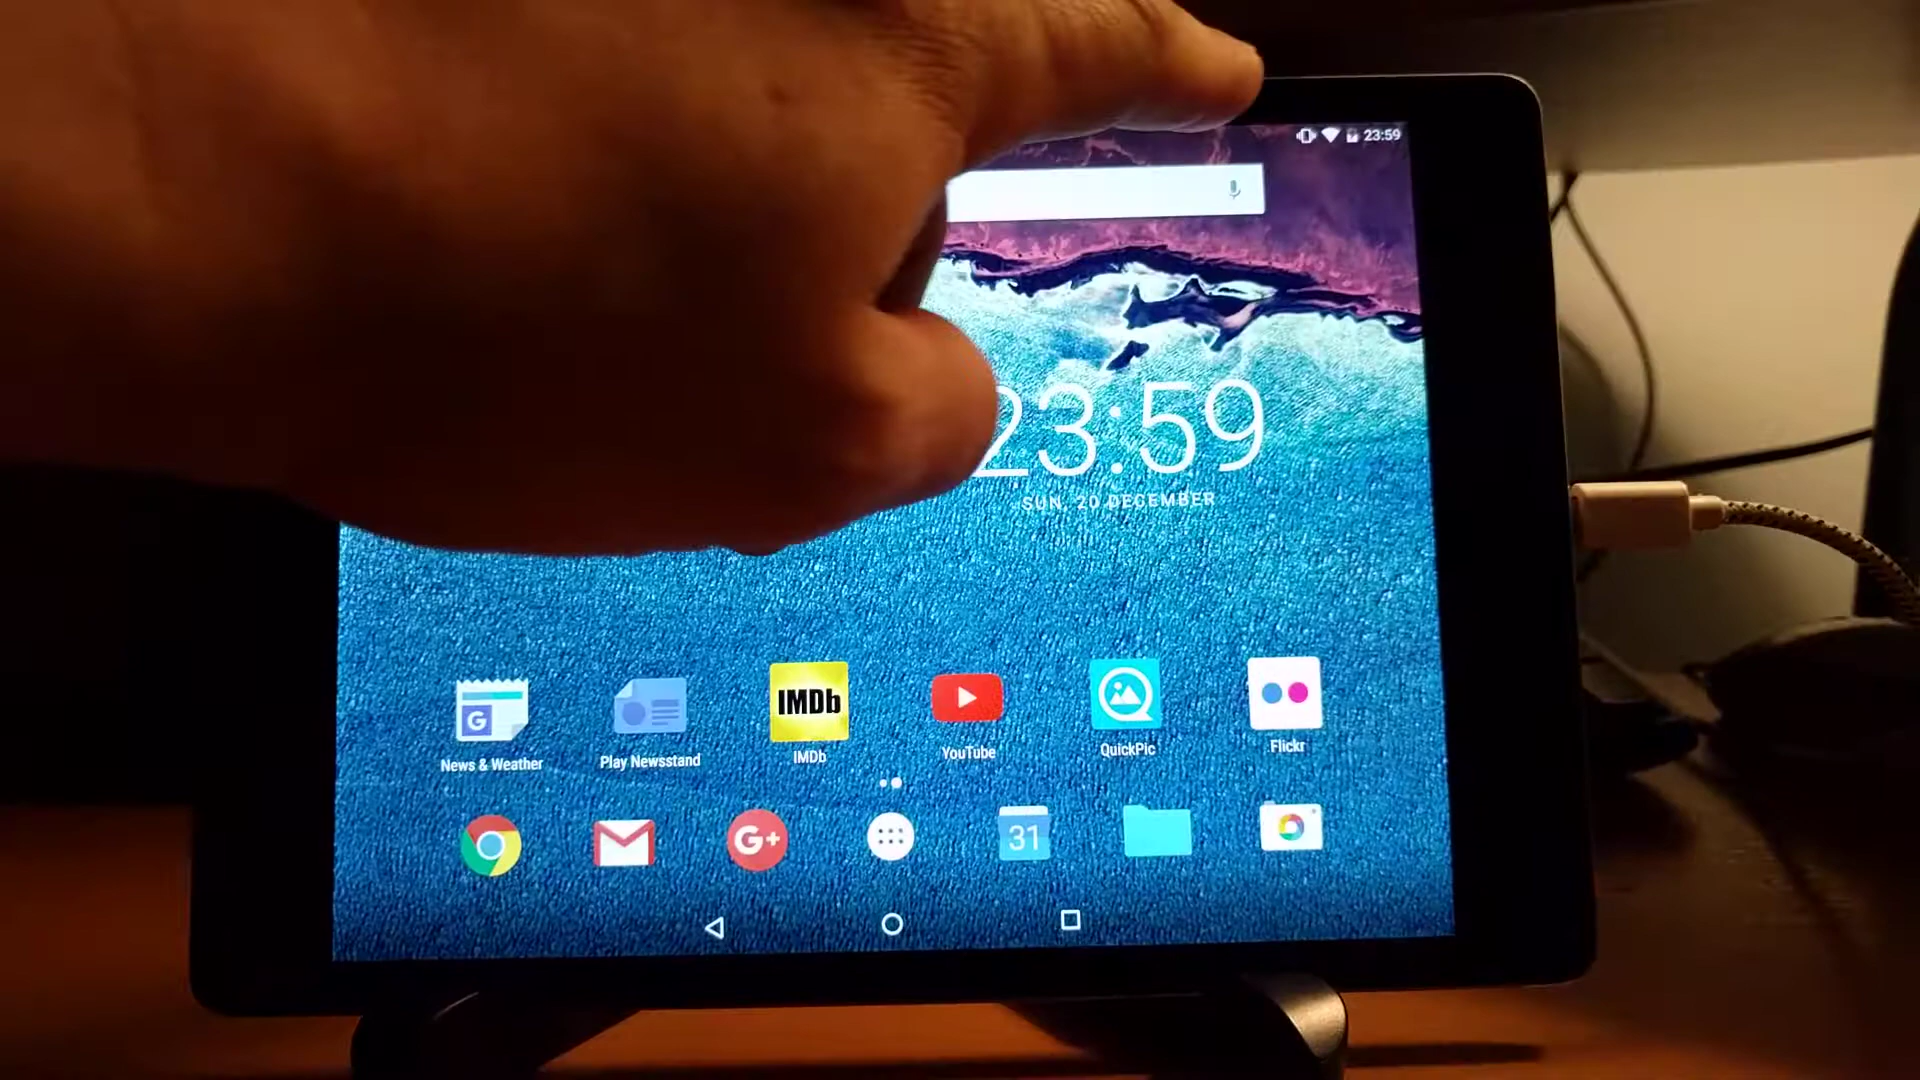 23:59
23:59
SUN, 20 DECEMBER
G
News & Weather
Play Newsstand
IMDb
IMDb
YouTube
QuickPic
Flickr
G+
31